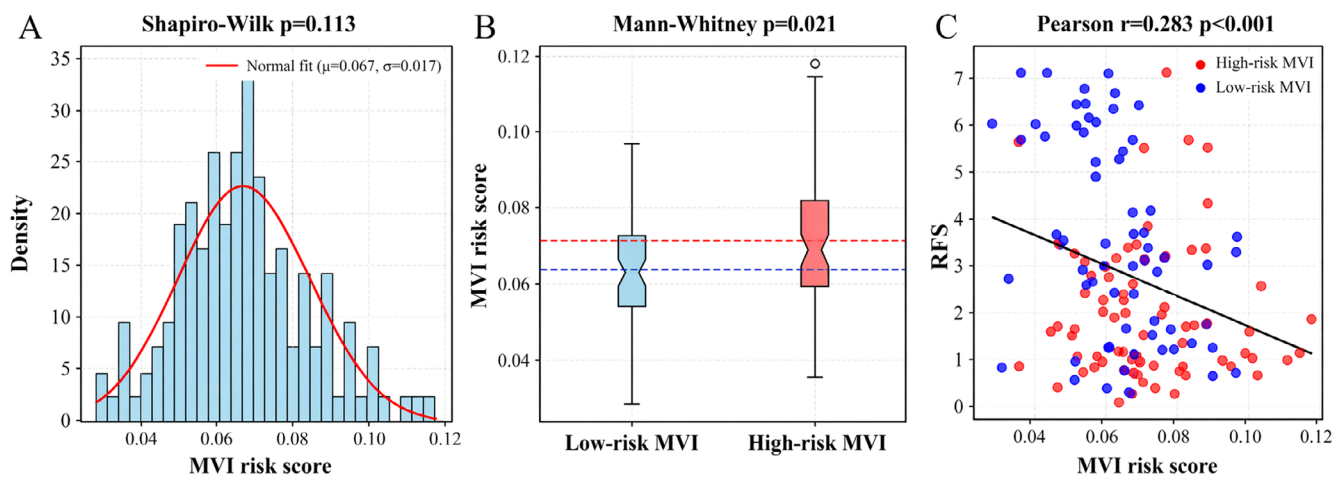 A
Shapiro-Wilk p=0.113
Normal fit (μ=0.067, σ=0.017)
Density
35
30
25
20
15
10
5
0
0.04
0.06
0.08
0.10
0.12
MVI risk score
B
Mann-Whitney p=0.021
MVI risk score
0.12
0.10
0.08
0.06
0.04
Low-risk MVI
High-risk MVI
C
Pearson r=0.283 p<0.001
High-risk MVI
Low-risk MVI
RFS
7
6
5
4
3
2
1
0
0.04
0.06
0.08
0.10
0.12
MVI risk score